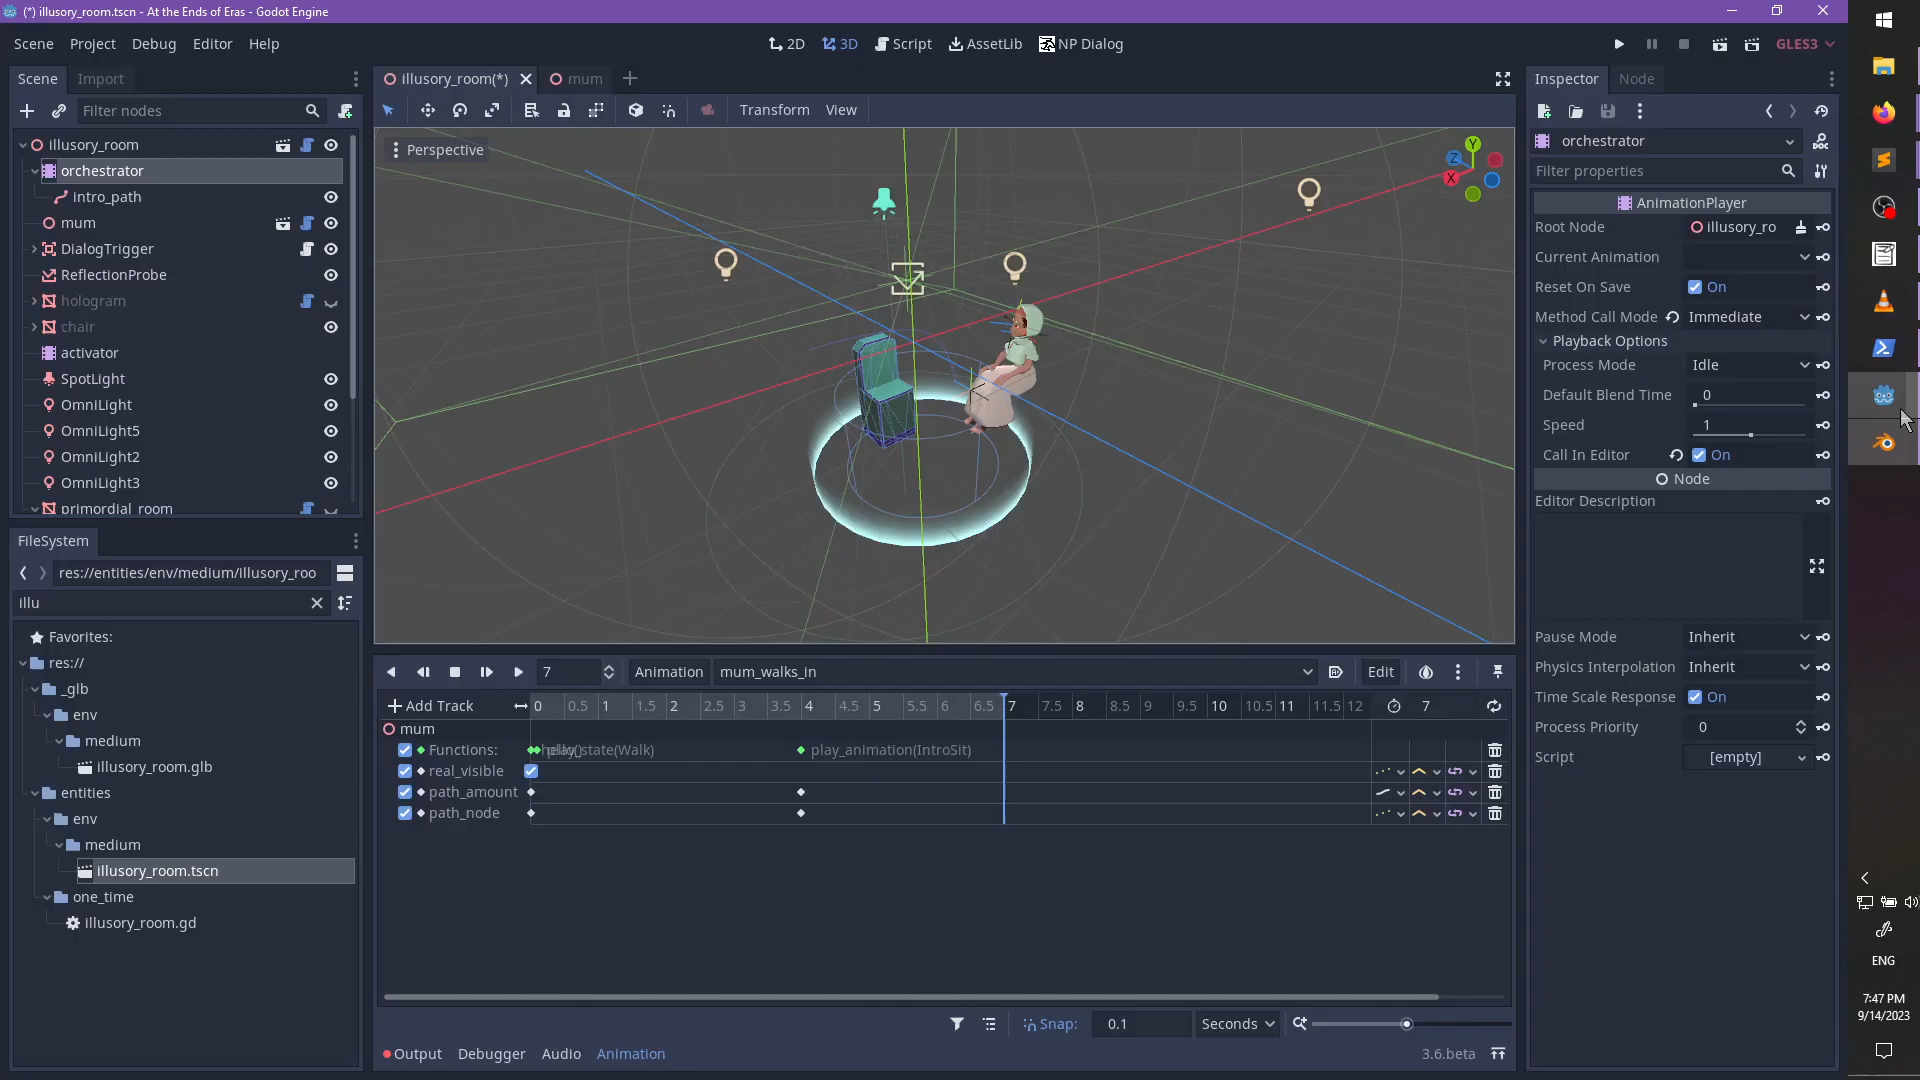 (*) illusory_room.tscn - At the Ends of Eras - Godot Engine
Scene Project Debug Editor Help
2D 3D Script AssetLib NP Dialog
GLES3
Scene Import
illusory_room(*) mum
Inspector Node
Filter nodes
Transform View
illusory_room
orchestrator
intro_path
mum
DialogTrigger
ReflectionProbe
hologram
chair
activator
SpotLight
OmniLight
OmniLight5
OmniLight2
OmniLight3
primordial_room
Perspective
Y
Z
X
FileSystem
res://entities/env/medium/illusory_roo
illu
Favorites:
res://
_glb
env
medium
illusory_room.glb
entities
env
medium
illusory_room.tscn
one_time
illusory_room.gd
7 Animation mum_walks_in Edit
Add Track 0 0.5 1 1.5 2 2.5 3 3.5 4 4.5 5 5.5 6 6.5 7 7.5 8 8.5 9 9.5 10 10.5 11 11.5 12 7
mum
Functions: play_animation(IntroSit)
real_visible
path_amount
path_node
Snap: 0.1 Seconds
Output Debugger Audio Animation 3.6.beta
orchestrator
Filter properties
AnimationPlayer
Root Node illusory_ro
Current Animation
Reset On Save On
Method Call Mode Immediate
Playback Options
Process Mode Idle
Default Blend Time 0
Speed 1
Call In Editor On
Node
Editor Description
Pause Mode Inherit
Physics Interpolation Inherit
Time Scale Response On
Process Priority 0
Script [empty]
ENG
7:47 PM
9/14/2023